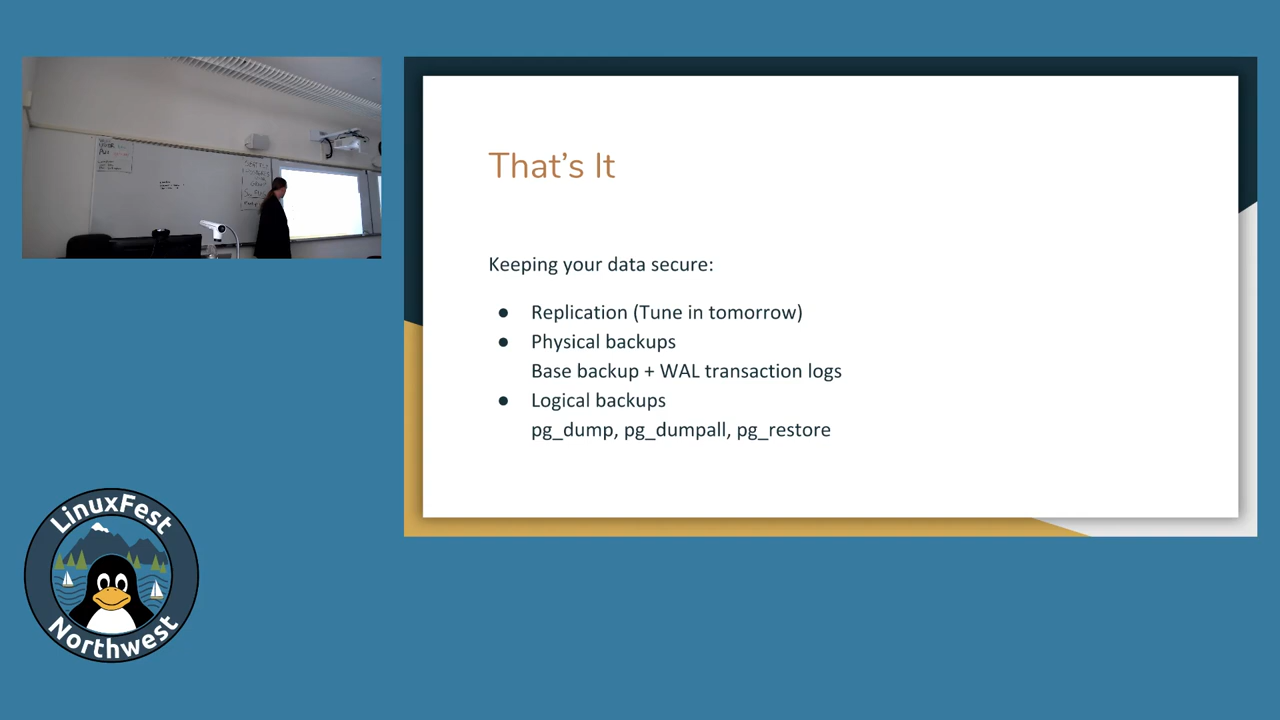 That's It
Keeping your data secure:
● Replication (Tune in tomorrow)
● Physical backups
Base backup + WAL transaction logs
● Logical backups
pg_dump, pg_dumpall, pg_restore
LinuxFest
Northwest